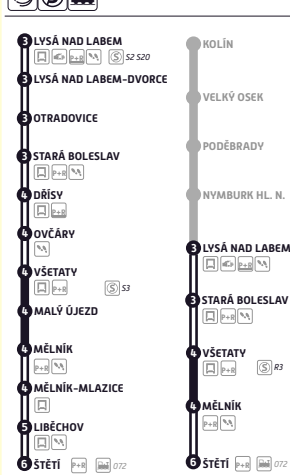 3 LYSÁ NAD LABEM
P+R S S2 S20
3 LYSÁ NAD LABEM-DVORCE
3 OTRADOVICE
3 STARÁ BOLESLAV
P+R
4 DŘÍSY
P+R
4 OVČÁRY
4 VŠETATY
P+R S S3
4 MALÝ ÚJEZD
4 MĚLNÍK
P+R
4 MĚLNÍK-MLAZICE
5 LIBĚCHOV
6 ŠTĚTÍ P+R 072
KOLÍN
VELKÝ OSEK
PODĚBRADY
NYMBURK HL. N.
3 LYSÁ NAD LABEM
P+R
3 STARÁ BOLESLAV
P+R
4 VŠETATY
P+R S R3
4 MĚLNÍK
P+R
6 ŠTĚTÍ P+R 072